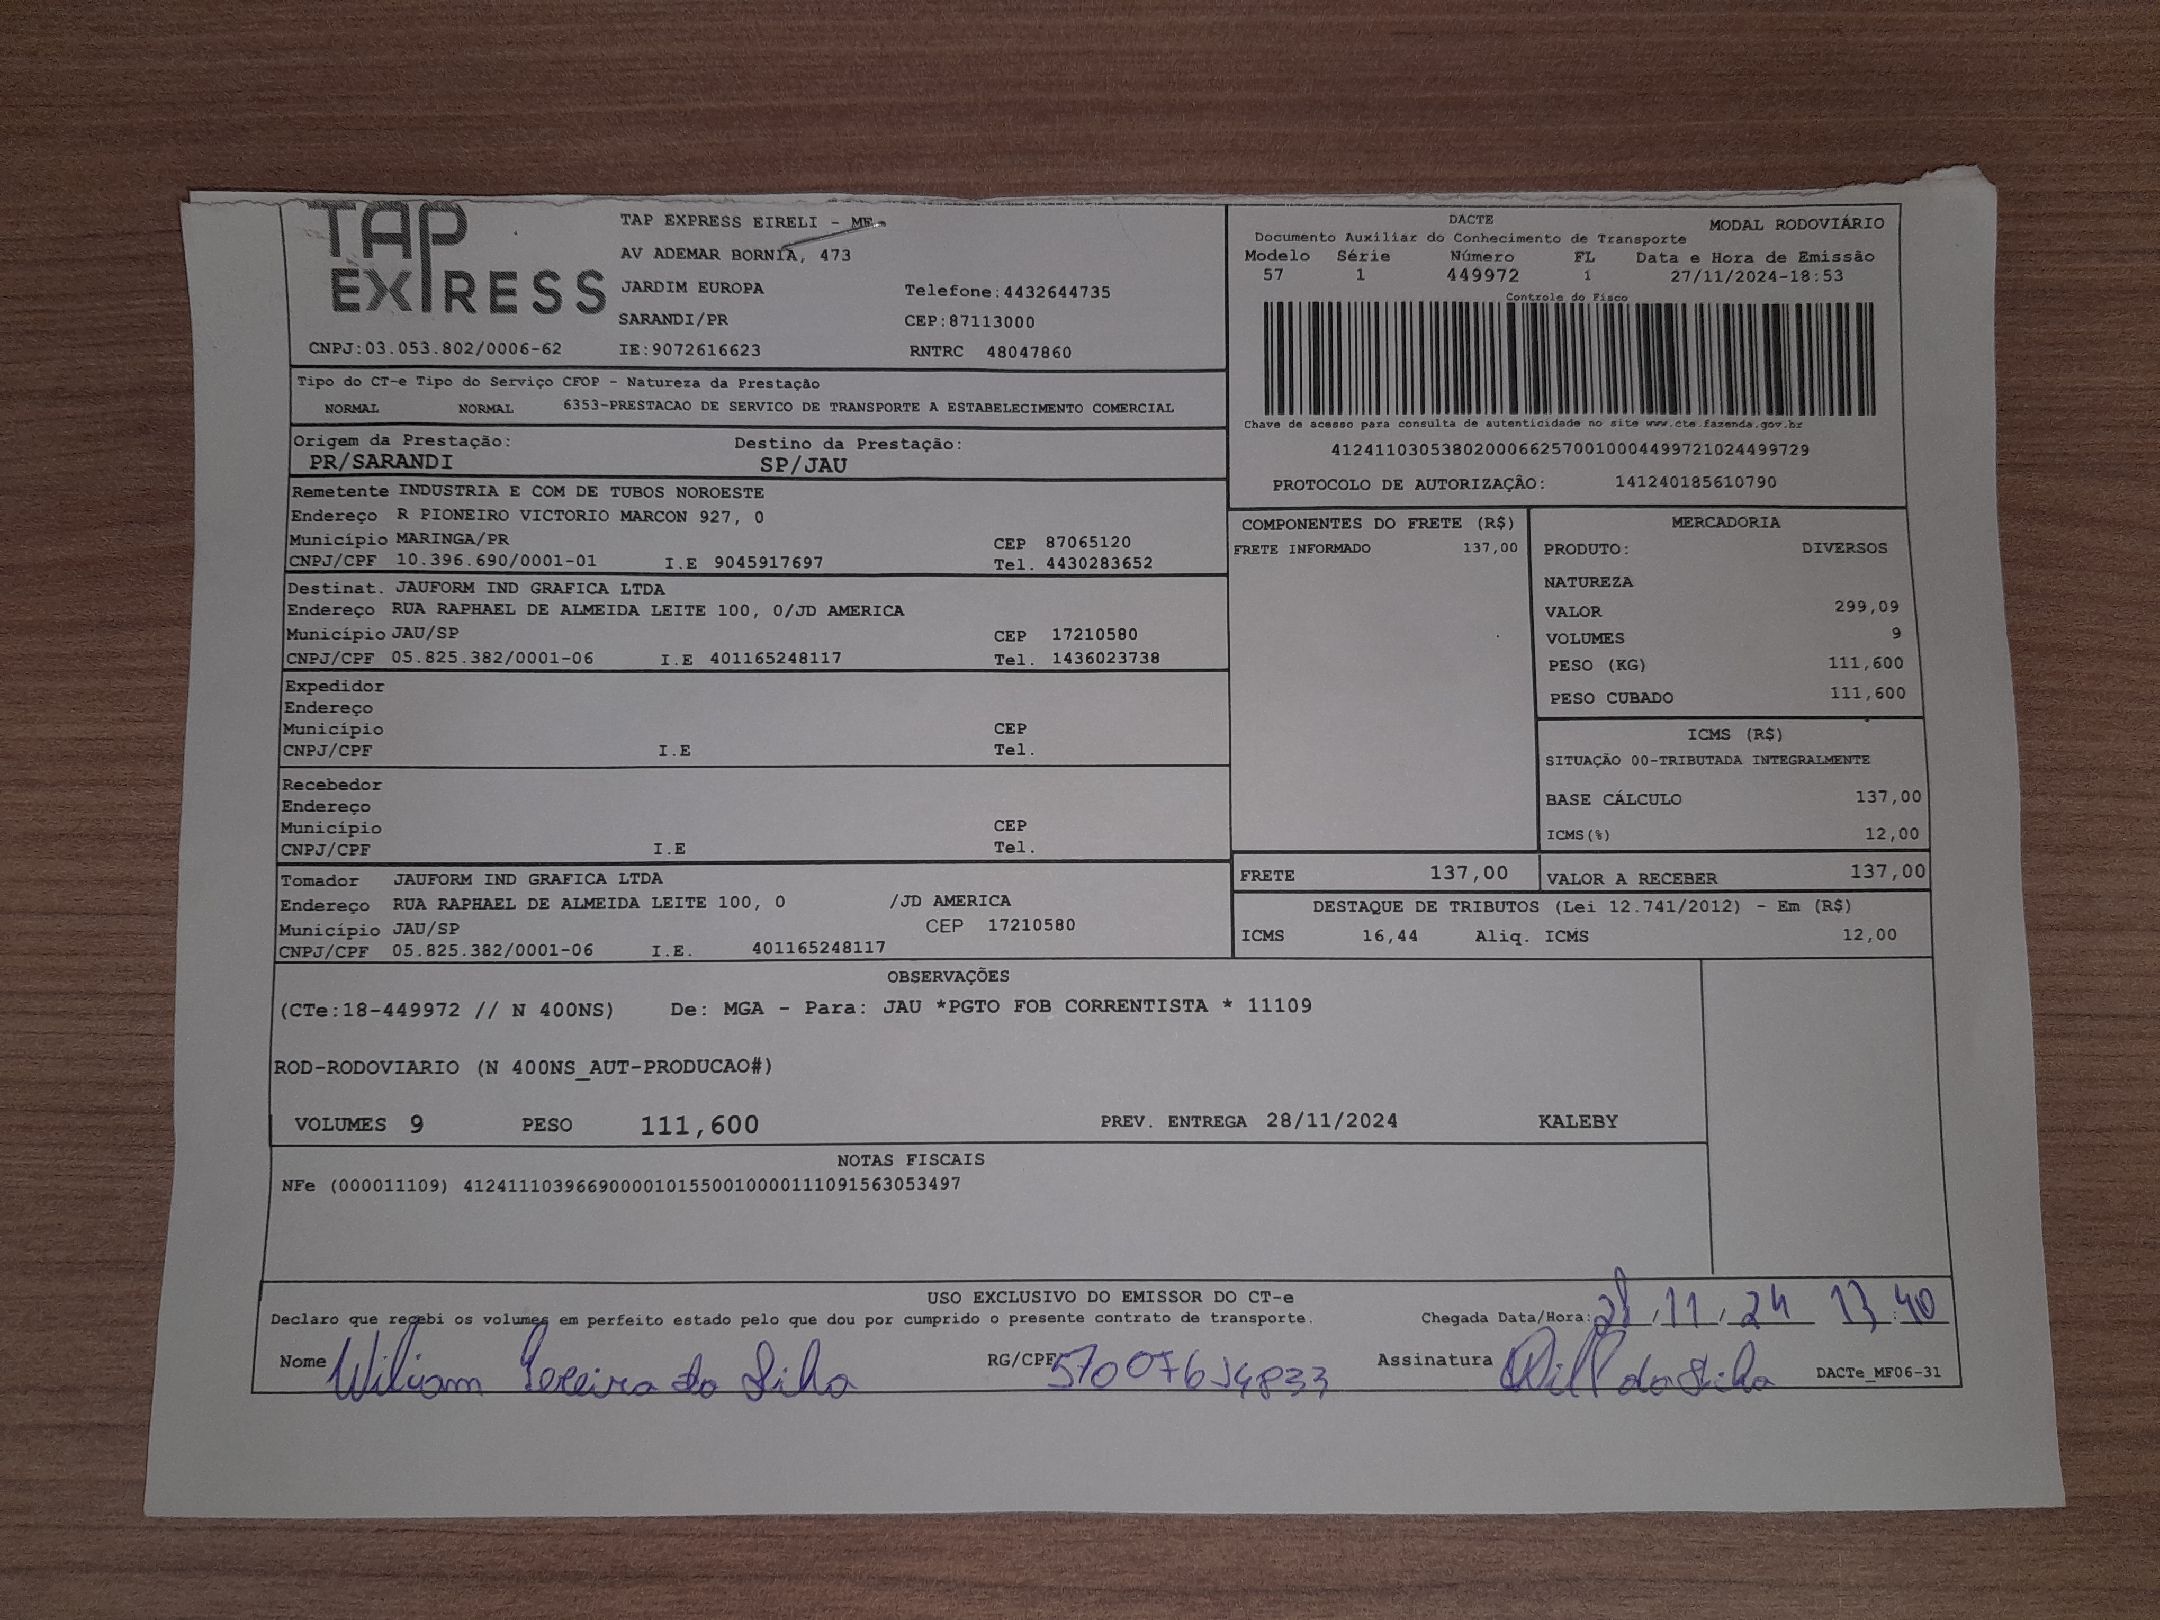 TAP EXPRESS
TAP EXPRESS EIRELI - ME
AV ADEMAR BORNIA, 473
JARDIM EUROPA Telefone:4432644735
SARANDI/PR CEP:87113000
CNPJ:03.053.802/0006-62 IE:9072616623 RNTRC 48047860
DACTE MODAL RODOVIÁRIO
Documento Auxiliar do Conhecimento de Transporte
Modelo Série Número FL Data e Hora de Emissão
57 1 449972 1 27/11/2024-18:53
Controle do Fisco
Chave de acesso para consulta de autenticidade no site www.cte.fazenda.gov.br
41241103053802000662570010004499721024499729
PROTOCOLO DE AUTORIZAÇÃO: 141240185610790
Tipo do CT-e Tipo do Serviço CFOP - Natureza da Prestação
NORMAL NORMAL 6353-PRESTACAO DE SERVICO DE TRANSPORTE A ESTABELECIMENTO COMERCIAL
Origem da Prestação: Destino da Prestação:
PR/SARANDI SP/JAU
Remetente INDUSTRIA E COM DE TUBOS NOROESTE
Endereço R PIONEIRO VICTORIO MARCON 927, 0
Município MARINGA/PR CEP 87065120
CNPJ/CPF 10.396.690/0001-01 I.E 9045917697 Tel. 4430283652
Destinat. JAUFORM IND GRAFICA LTDA
Endereço RUA RAPHAEL DE ALMEIDA LEITE 100, 0/JD AMERICA
Município JAU/SP CEP 17210580
CNPJ/CPF 05.825.382/0001-06 I.E 401165248117 Tel. 1436023738
Expedidor
Endereço
Município CEP
CNPJ/CPF I.E Tel.
Recebedor
Endereço
Município CEP
CNPJ/CPF I.E Tel.
Tomador JAUFORM IND GRAFICA LTDA
Endereço RUA RAPHAEL DE ALMEIDA LEITE 100, 0 /JD AMERICA
Município JAU/SP CEP 17210580
CNPJ/CPF 05.825.382/0001-06 I.E. 401165248117
COMPONENTES DO FRETE (R$)
FRETE INFORMADO 137,00
MERCADORIA
PRODUTO: DIVERSOS
NATUREZA
VALOR 299,09
VOLUMES 9
PESO (KG) 111,600
PESO CUBADO 111,600
ICMS (R$)
SITUAÇÃO 00-TRIBUTADA INTEGRALMENTE
BASE CÁLCULO 137,00
ICMS(%) 12,00
FRETE 137,00 VALOR A RECEBER 137,00
DESTAQUE DE TRIBUTOS (Lei 12.741/2012) - Em (R$)
ICMS 16,44 Aliq. ICMS 12,00
OBSERVAÇÕES
(CTe:18-449972 // N 400NS) De: MGA - Para: JAU *PGTO FOB CORRENTISTA * 11109
ROD-RODOVIARIO (N 400NS_AUT-PRODUCAO#)
VOLUMES 9 PESO 111,600 PREV. ENTREGA 28/11/2024 KALEBY
NOTAS FISCAIS
NFe (000011109) 41241110396690000101550010000111091563053497
USO EXCLUSIVO DO EMISSOR DO CT-e
Declaro que recebi os volumes em perfeito estado pelo que dou por cumprido o presente contrato de transporte. Chegada Data/Hora: 28/11/24 13:40
Nome Wiliam Pereira da Silva RG/CPF Assinatura da Silva DACTe_MF06-31